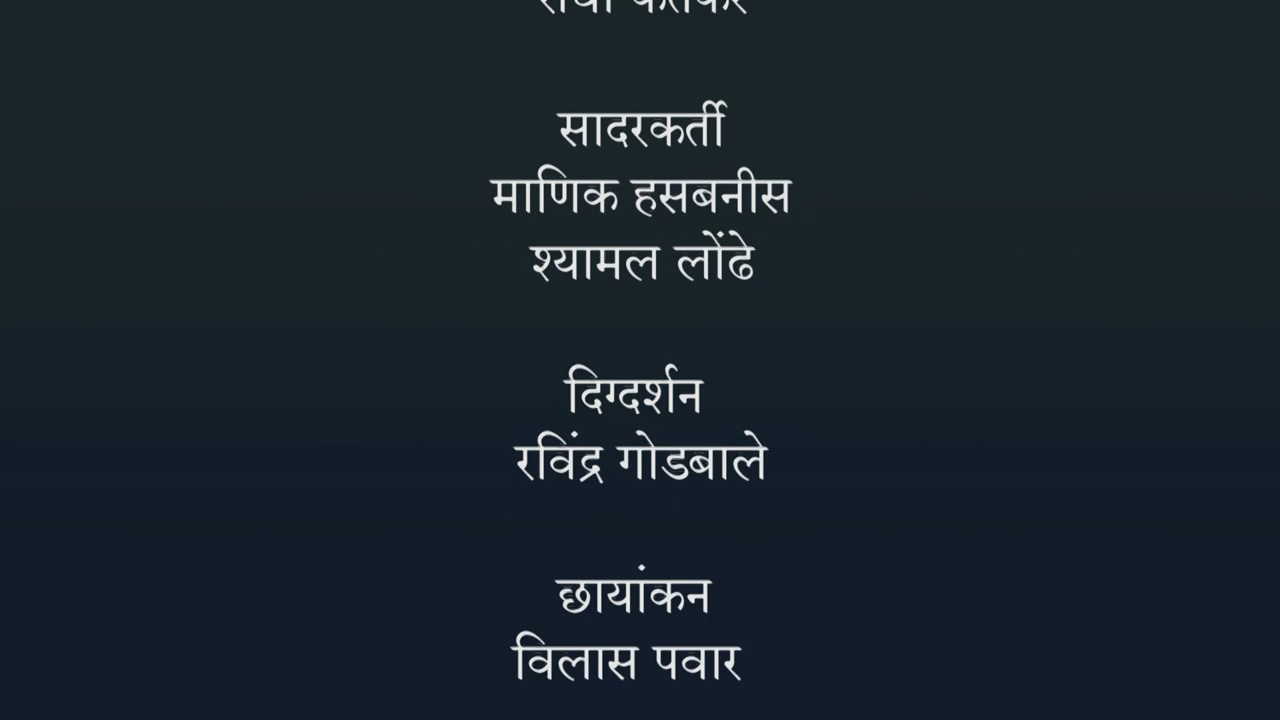 सादरकर्ती
माणिक हसबनीस
श्यामल लोंढे
दिग्दर्शन
रविंद्र गोडबाले
छायांकन
विलास पवार